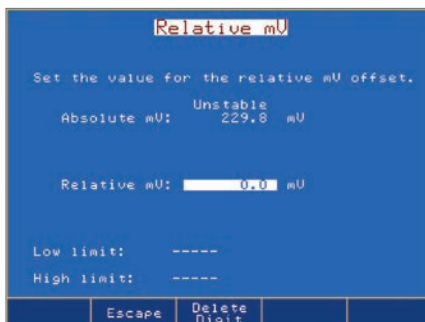 Relative mV
Set the value for the relative mV offset.
Unstable
Absolute mV: 229.8 mV
Relative mV: 0.0 mV
Low limit: -----
High limit: -----
Escape Delete
Digit